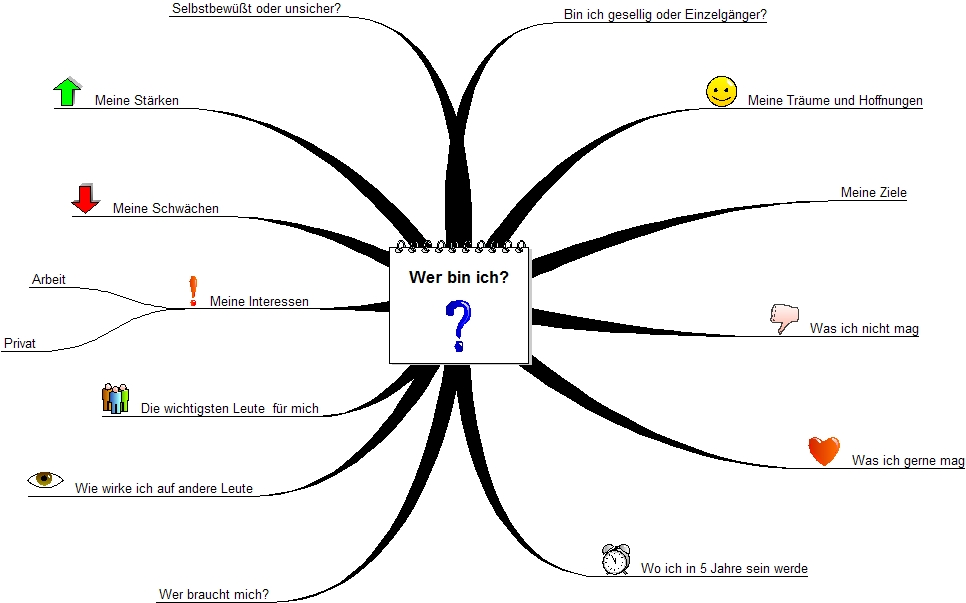 Selbstbewüßt oder unsicher?
Bin ich gesellig oder Einzelgänger?
Meine Stärken
Meine Träume und Hoffnungen
Meine Schwächen
Meine Ziele
Wer bin ich?
?
Arbeit
Meine Interessen
Privat
Was ich nicht mag
Die wichtigsten Leute  für mich
Was ich gerne mag
Wie wirke ich auf andere Leute
Wo ich in 5 Jahre sein werde
Wer braucht mich?